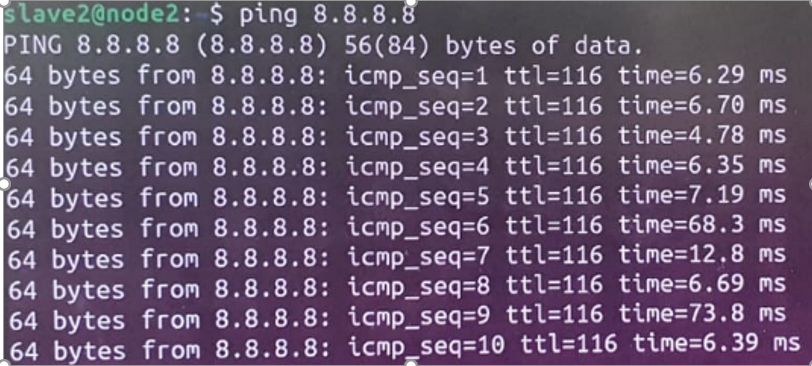 slave2@node2:~$ ping 8.8.8.8
PING 8.8.8.8 (8.8.8.8) 56(84) bytes of data.
64 bytes from 8.8.8.8: icmp_seq=1 ttl=116 time=6.29 ms
64 bytes from 8.8.8.8: icmp_seq=2 ttl=116 time=6.70 ms
64 bytes from 8.8.8.8: icmp_seq=3 ttl=116 time=4.78 ms
64 bytes from 8.8.8.8: icmp_seq=4 ttl=116 time=6.35 ms
64 bytes from 8.8.8.8: icmp_seq=5 ttl=116 time=7.19 ms
64 bytes from 8.8.8.8: icmp_seq=6 ttl=116 time=68.3 ms
64 bytes from 8.8.8.8: icmp_seq=7 ttl=116 time=12.8 ms
64 bytes from 8.8.8.8: icmp_seq=8 ttl=116 time=6.69 ms
64 bytes from 8.8.8.8: icmp_seq=9 ttl=116 time=73.8 ms
64 bytes from 8.8.8.8: icmp_seq=10 ttl=116 time=6.39 ms